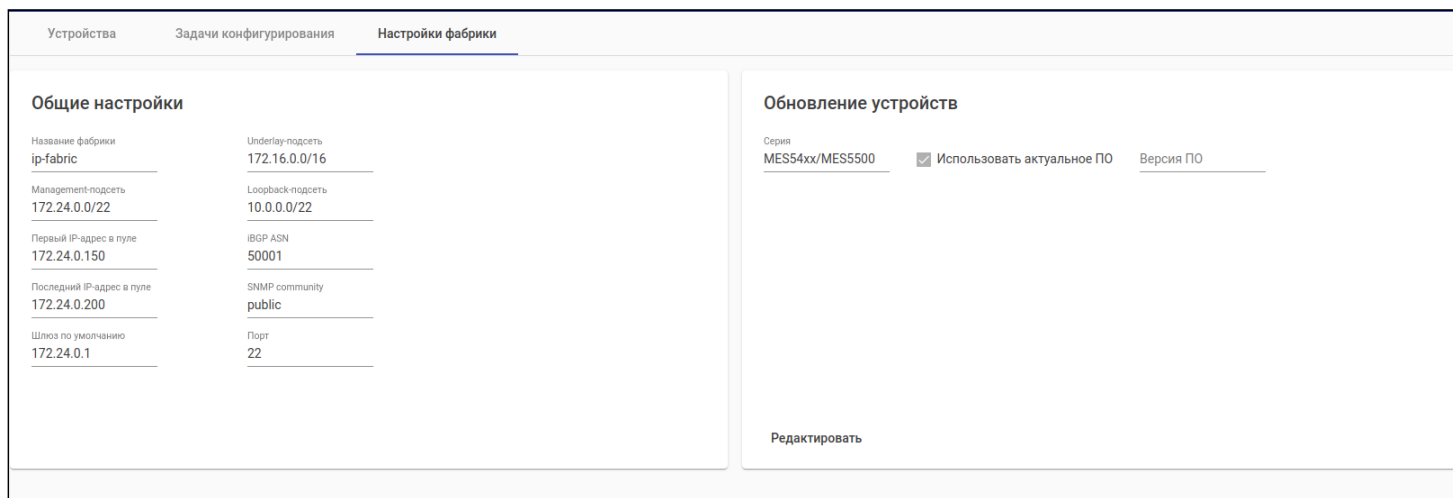 Устройства Задачи конфигурирования Настройки фабрики
Общие настройки
Название фабрики Underlay-подсеть
ip-fabric 172.16.0.0/16
Management-подсеть Loopback-подсеть
172.24.0.0/22 10.0.0.0/22
Первый IP-адрес в пуле iBGP ASN
172.24.0.150 50001
Последний IP-адрес в пуле SNMP community
172.24.0.200 public
Шлюз по умолчанию Порт
172.24.0.1 22
Обновление устройств
Серия
MES54xx/MES5500 Использовать актуальное ПО Версия ПО
Редактировать